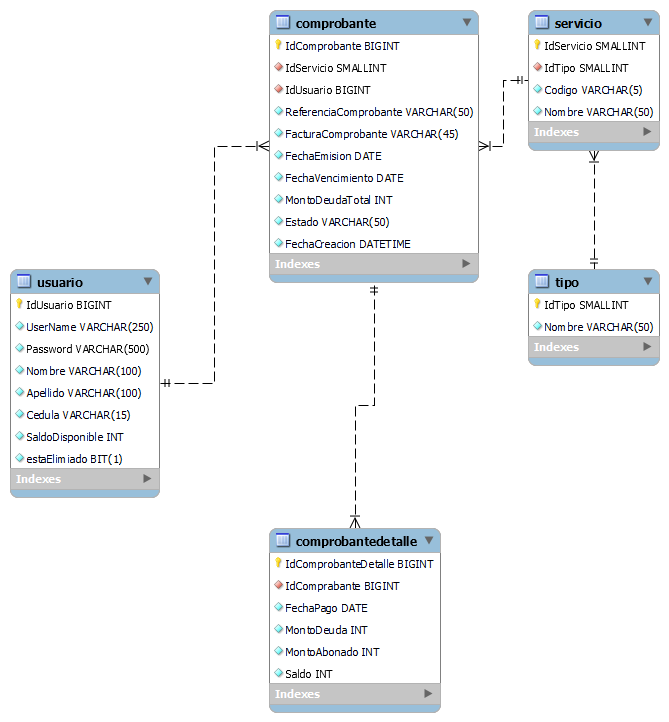 comprobante
IdComprobante BIGINT
IdServicio SMALLINT
IdUsuario BIGINT
ReferenciaComprobante VARCHAR(50)
FacturaComprobante VARCHAR(45)
FechaEmision DATE
FechaVencimiento DATE
MontoDeudaTotal INT
Estado VARCHAR(50)
FechaCreacion DATETIME
Indexes
servicio
IdServicio SMALLINT
IdTipo SMALLINT
Codigo VARCHAR(5)
Nombre VARCHAR(50)
Indexes
usuario
IdUsuario BIGINT
UserName VARCHAR(250)
Password VARCHAR(500)
Nombre VARCHAR(100)
Apellido VARCHAR(100)
Cedula VARCHAR(15)
SaldoDisponible INT
estaElimiado BIT(1)
Indexes
tipo
IdTipo SMALLINT
Nombre VARCHAR(50)
Indexes
comprobantedetalle
IdComprobanteDetalle BIGINT
IdComprabante BIGINT
FechaPago DATE
MontoDeuda INT
MontoAbonado INT
Saldo INT
Indexes